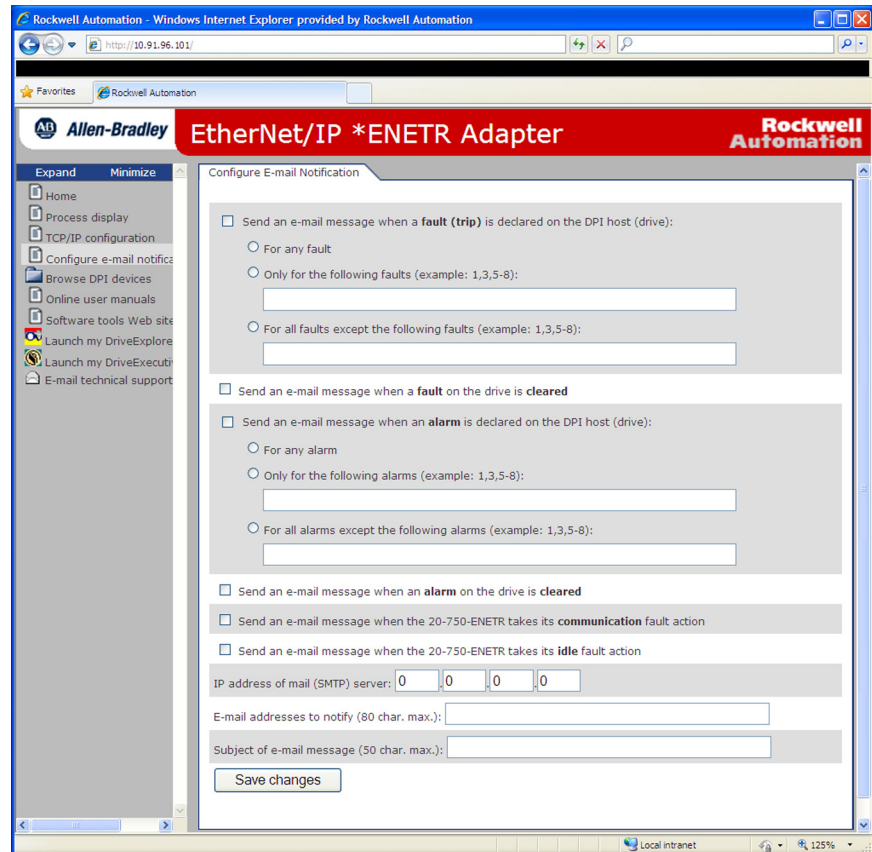 Rockwell Automation - Windows Internet Explorer provided by Rockwell Automation
http://10.91.96.101/
Favorites
Rockwell Automation
AB Allen-Bradley
EtherNet/IP *ENETR Adapter
Rockwell
Automation
Expand Minimize
Home
Process display
TCP/IP configuration
Configure e-mail notifica
Browse DPI devices
Online user manuals
Software tools Web site
Launch my DriveExplore
Launch my DriveExecuti
E-mail technical support
Configure E-mail Notification
Send an e-mail message when a fault (trip) is declared on the DPI host (drive):
For any fault
Only for the following faults (example: 1,3,5-8):
For all faults except the following faults (example: 1,3,5-8):
Send an e-mail message when a fault on the drive is cleared
Send an e-mail message when an alarm is declared on the DPI host (drive):
For any alarm
Only for the following alarms (example: 1,3,5-8):
For all alarms except the following alarms (example: 1,3,5-8):
Send an e-mail message when an alarm on the drive is cleared
Send an e-mail message when the 20-750-ENETR takes its communication fault action
Send an e-mail message when the 20-750-ENETR takes its idle fault action
IP address of mail (SMTP) server: 0 .0 .0 .0
E-mail addresses to notify (80 char. max.):
Subject of e-mail message (50 char. max.):
Save changes
Local intranet
125%